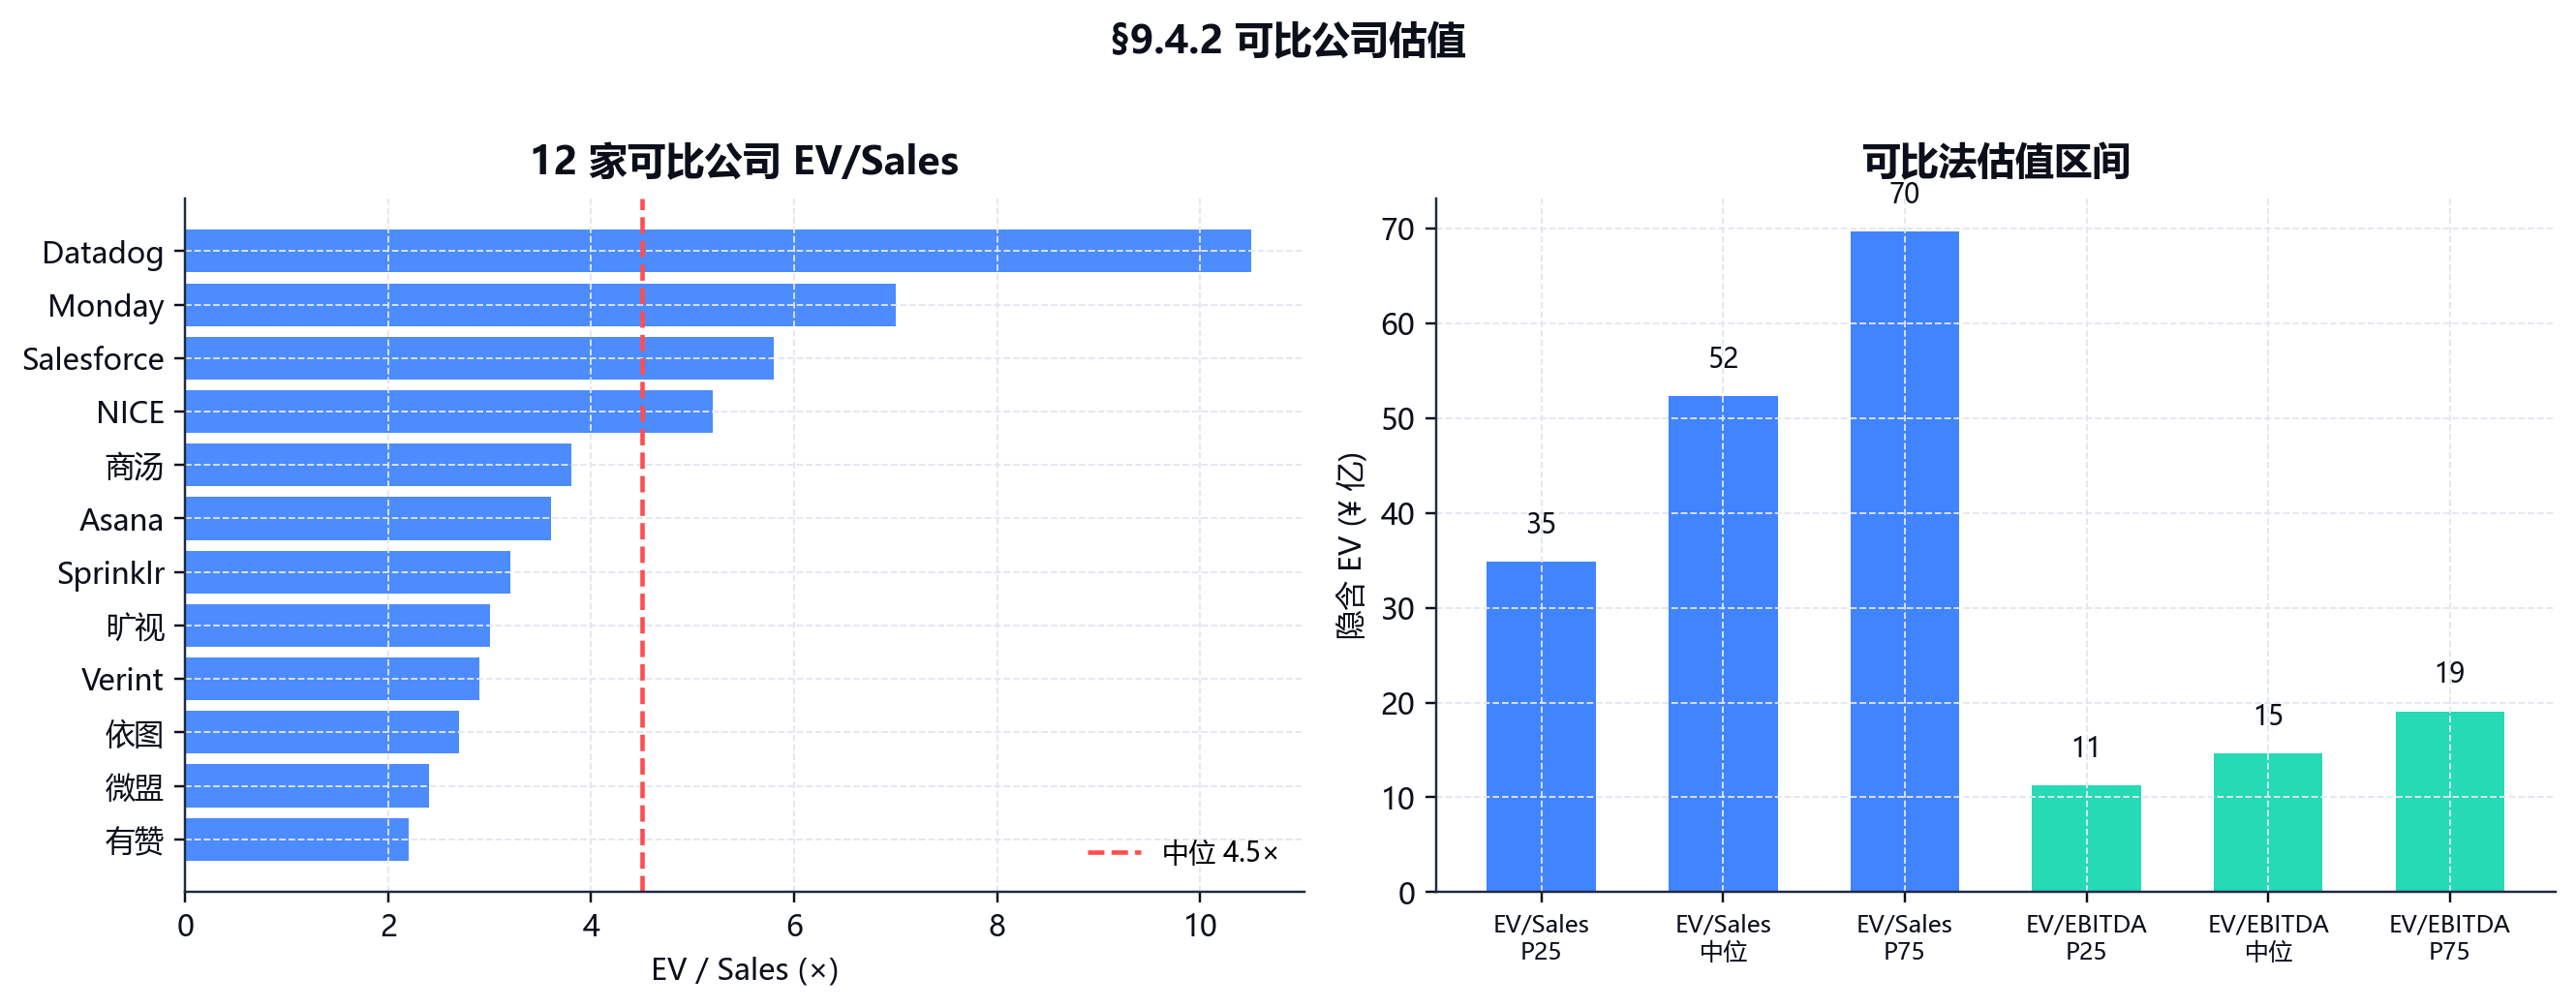 §9.4.2 可比公司估值
12 家可比公司 EV/Sales
Datadog
Monday
Salesforce
NICE
商汤
Asana
Sprinklr
旷视
Verint
依图
微盟
有赞
中位 4.5×
0 2 4 6 8 10
EV / Sales (×)
可比法估值区间
隐含 EV (¥ 亿)
70
60
50
40
30
20
10
0
35
52
70
11
15
19
EV/Sales P25
EV/Sales 中位
EV/Sales P75
EV/EBITDA P25
EV/EBITDA 中位
EV/EBITDA P75